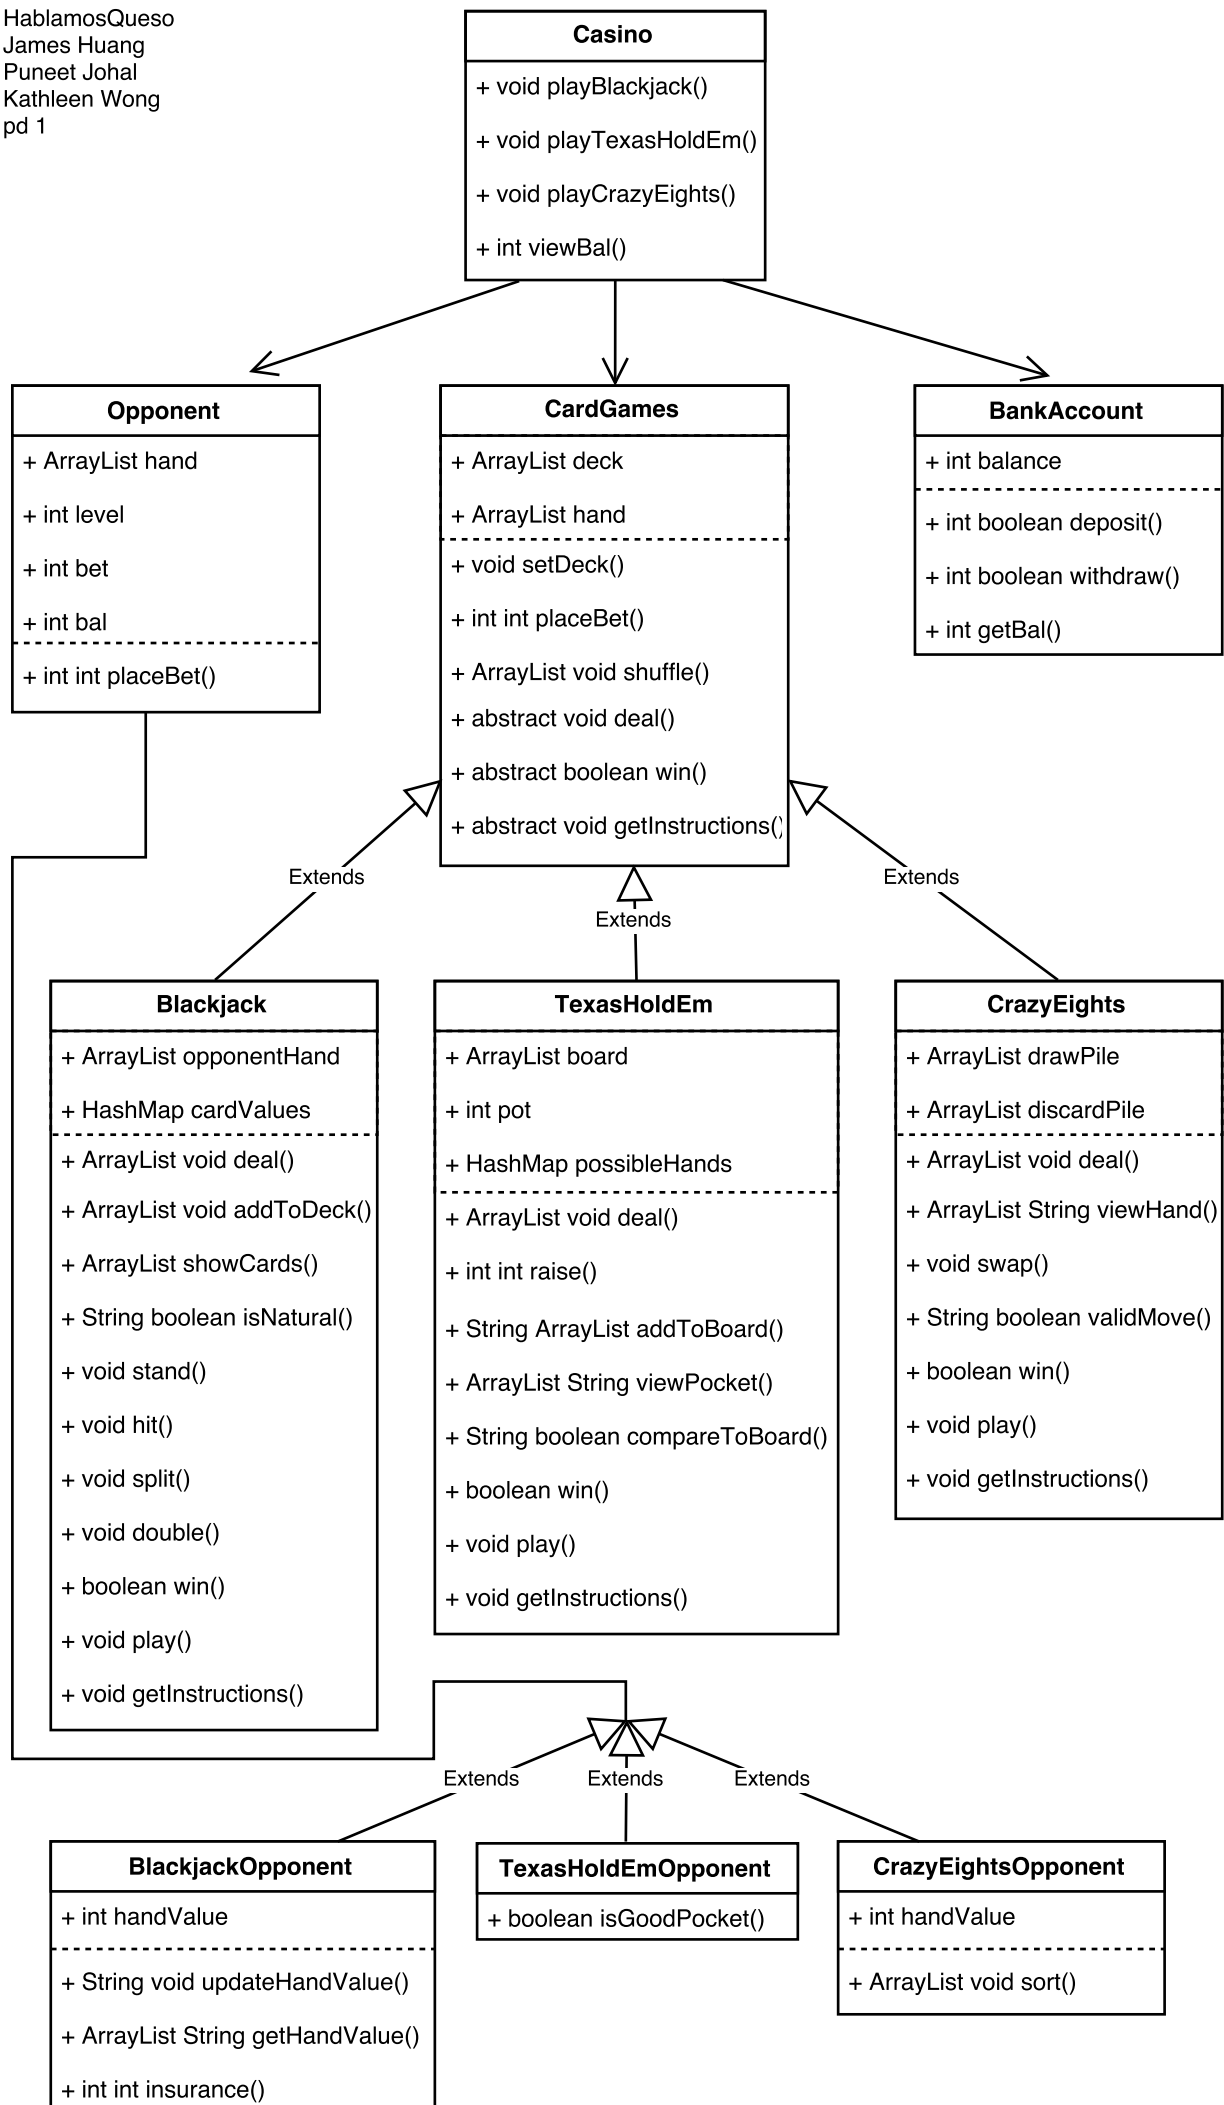 HablamosQueso
James Huang
Puneet Johal
Kathleen Wong
pd 1
Casino
+ void playBlackjack()
+ void playTexasHoldEm()
+ void playCrazyEights()
+ int viewBal()
Opponent
+ ArrayList hand
+ int level
+ int bet
+ int bal
+ int int placeBet()
CardGames
+ ArrayList deck
+ ArrayList hand
+ void setDeck()
+ int int placeBet()
+ ArrayList void shuffle()
+ abstract void deal()
+ abstract boolean win()
+ abstract void getInstructions()
BankAccount
+ int balance
+ int boolean deposit()
+ int boolean withdraw()
+ int getBal()
Extends
Extends
Extends
Blackjack
+ ArrayList opponentHand
+ HashMap cardValues
+ ArrayList void deal()
+ ArrayList void addToDeck()
+ ArrayList showCards()
+ String boolean isNatural()
+ void stand()
+ void hit()
+ void split()
+ void double()
+ boolean win()
+ void play()
+ void getInstructions()
TexasHoldEm
+ ArrayList board
+ int pot
+ HashMap possibleHands
+ ArrayList void deal()
+ int int raise()
+ String ArrayList addToBoard()
+ ArrayList String viewPocket()
+ String boolean compareToBoard()
+ boolean win()
+ void play()
+ void getInstructions()
CrazyEights
+ ArrayList drawPile
+ ArrayList discardPile
+ ArrayList void deal()
+ ArrayList String viewHand()
+ void swap()
+ String boolean validMove()
+ boolean win()
+ void play()
+ void getInstructions()
Extends
Extends
Extends
BlackjackOpponent
+ int handValue
+ String void updateHandValue()
+ ArrayList String getHandValue()
+ int int insurance()
TexasHoldEmOpponent
+ boolean isGoodPocket()
CrazyEightsOpponent
+ int handValue
+ ArrayList void sort()